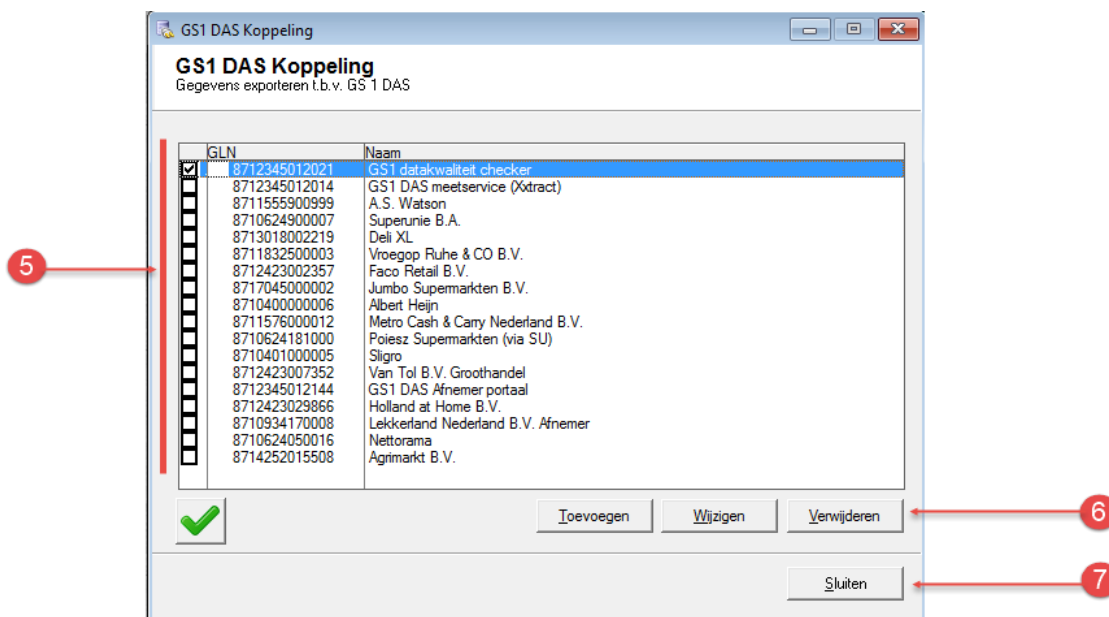 GS1 DAS Koppeling
GS1 DAS Koppeling
Gegevens exporteren t.b.v. GS 1 DAS
GLN Naam
8712345012021 GS1 datakwaliteit checker
8712345012014 GS1 DAS meetservice (Xxtract)
8711555900999 A.S. Watson
8710624900007 Superunie B.A.
8713018002219 Deli XL
8711832500003 Vroegop Ruhe & CO B.V.
5 8712423002357 Faco Retail B.V.
8717045000002 Jumbo Supermarkten B.V.
8710400000006 Albert Heijn
8711576000012 Metro Cash & Carry Nederland B.V.
8710624181000 Poiesz Supermarkten (via SU)
8710401000005 Sligro
8712423007352 Van Tol B.V. Groothandel
8712345012144 GS1 DAS Afnemer portaal
8712423029866 Holland at Home B.V.
8710934170008 Lekkerland Nederland B.V. Afnemer
8710624050016 Nettorama
8714252015508 Agrimarkt B.V.
Toevoegen Wijzigen Verwijderen 6
Sluiten 7